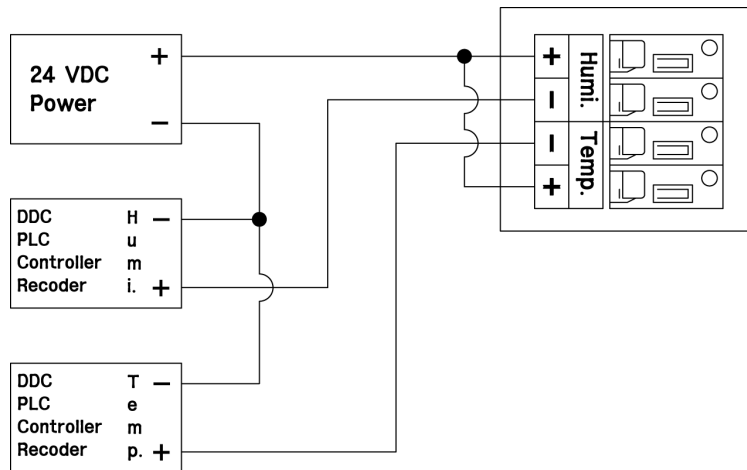 24 VDC
Power
+
−
DDC H −
PLC u
Controller m
Recoder i. +
DDC T −
PLC e
Controller m
Recoder p. +
+
−
Humi.
−
+
Temp.